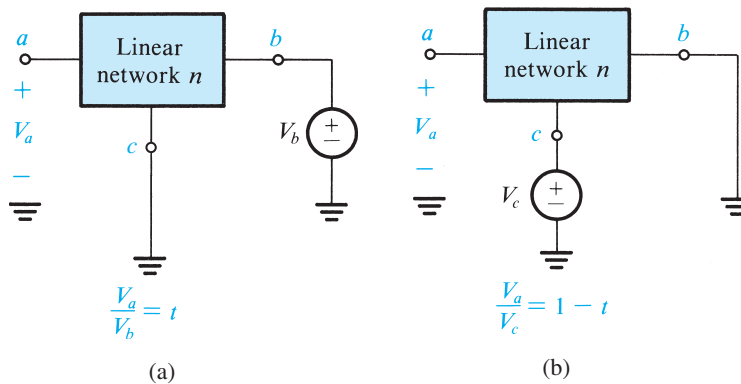 a
Linear
network n
b
+
V_a
−
c
V_b
+
−
V_a/V_b = t
(a)
a
Linear
network n
b
+
V_a
−
c
V_c
+
−
V_a/V_c = 1 − t
(b)